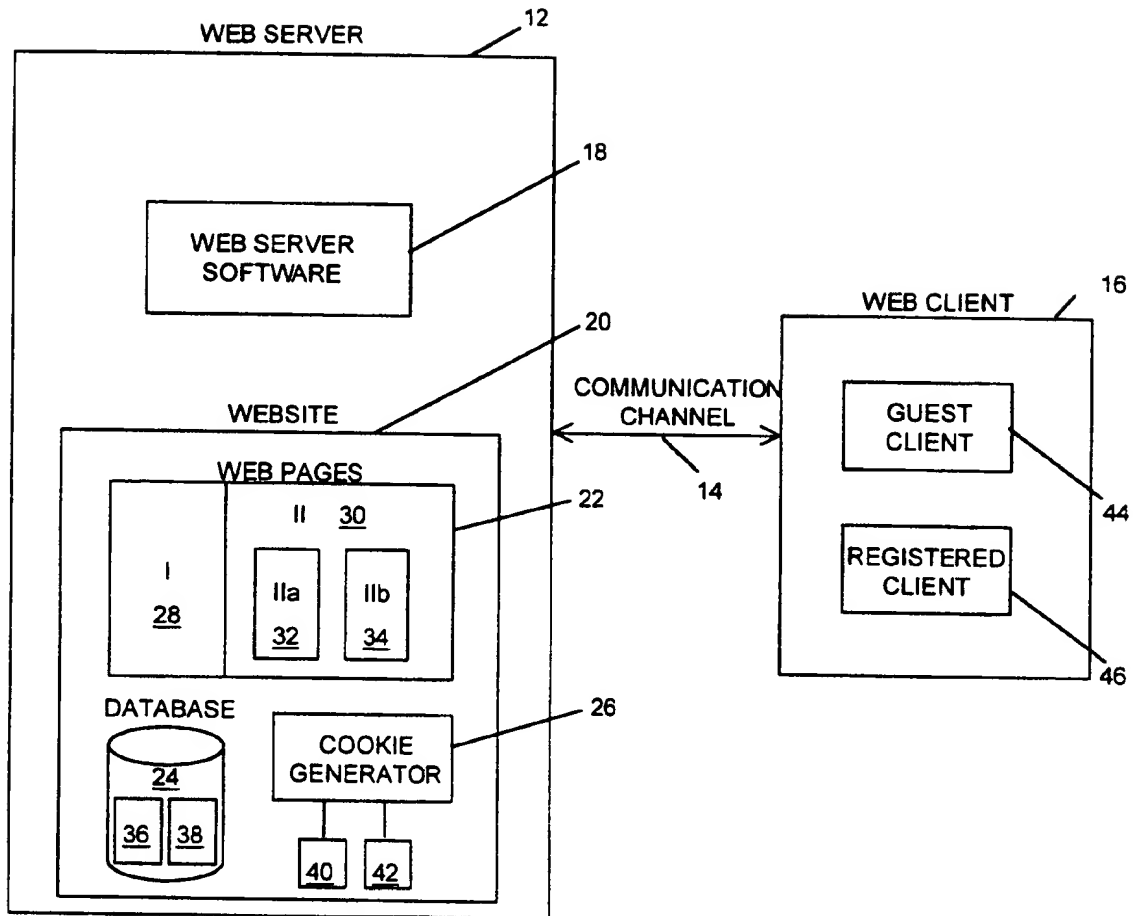 WEB SERVER
12
18
WEB SERVER
SOFTWARE
20
WEBSITE
WEB PAGES
I
28
II 30
IIa
32
IIb
34
22
DATABASE
24
36
38
COOKIE
GENERATOR
26
40
42
COMMUNICATION
CHANNEL
14
WEB CLIENT
16
GUEST
CLIENT
44
REGISTERED
CLIENT
46